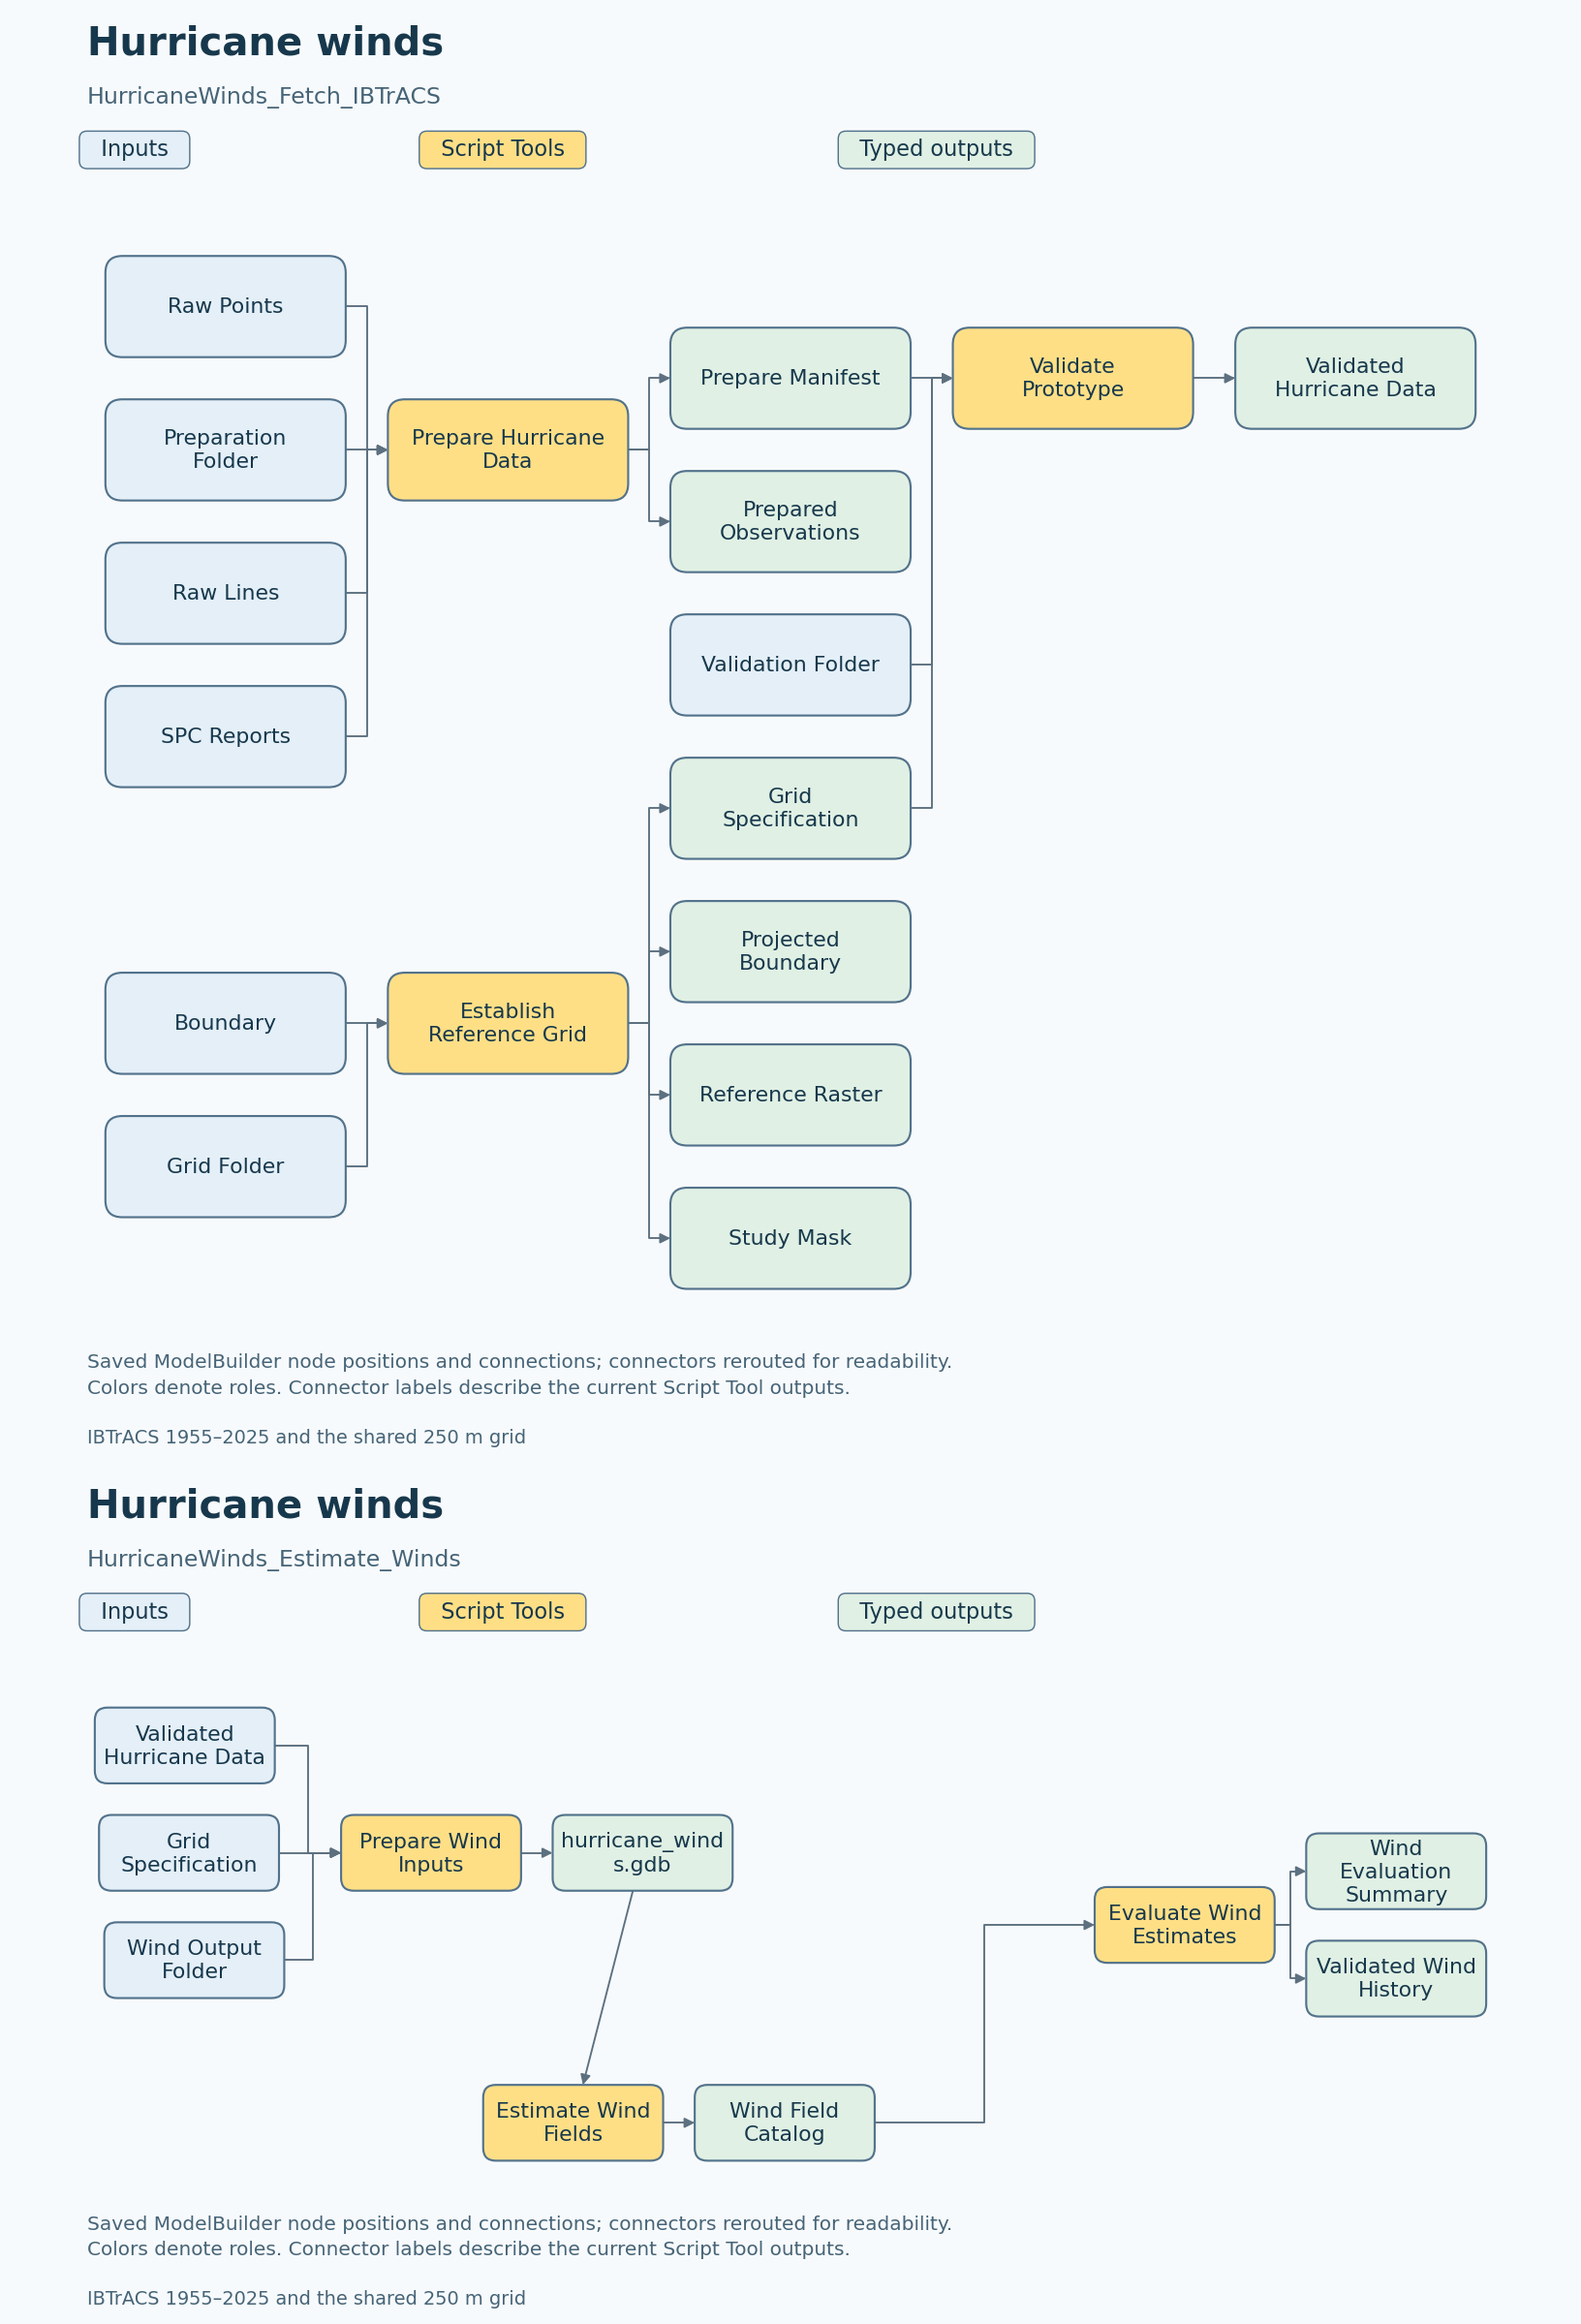 Hurricane winds
HurricaneWinds_Fetch_IBTrACS
Inputs
Script Tools
Typed outputs
Raw Points
Preparation
Folder
Raw Lines
SPC Reports
Prepare Hurricane
Data
Prepare Manifest
Prepared
Observations
Validation Folder
Validate
Prototype
Validated
Hurricane Data
Grid
Specification
Projected
Boundary
Boundary
Grid Folder
Establish
Reference Grid
Reference Raster
Study Mask
Saved ModelBuilder node positions and connections; connectors rerouted for readability.
Colors denote roles. Connector labels describe the current Script Tool outputs.
IBTrACS 1955–2025 and the shared 250 m grid
Hurricane winds
HurricaneWinds_Estimate_Winds
Inputs
Script Tools
Typed outputs
Validated
Hurricane Data
Grid
Specification
Wind Output
Folder
Prepare Wind
Inputs
hurricane_wind
s.gdb
Estimate Wind
Fields
Wind Field
Catalog
Evaluate Wind
Estimates
Wind
Evaluation
Summary
Validated Wind
History
Saved ModelBuilder node positions and connections; connectors rerouted for readability.
Colors denote roles. Connector labels describe the current Script Tool outputs.
IBTrACS 1955–2025 and the shared 250 m grid